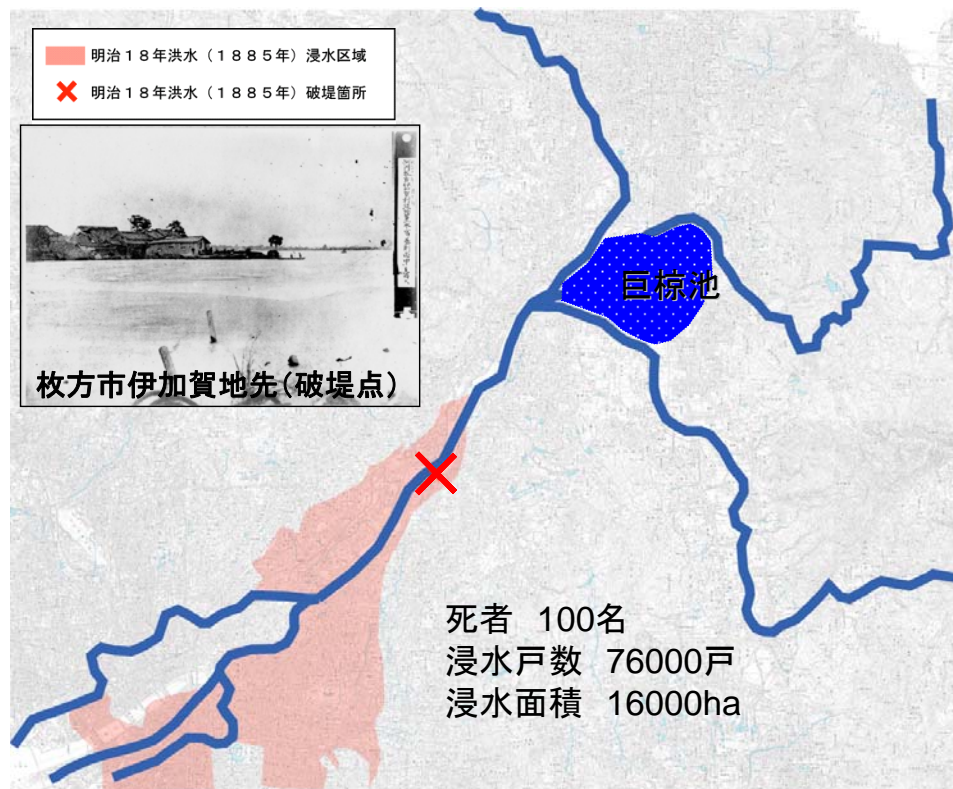 明治１８年洪水（１８８５年）浸水区域
明治１８年洪水（１８８５年）破堤箇所
枚方市伊加賀地先（破堤点）
巨椋池
死者　100名
浸水戸数　76000戸
浸水面積　16000ha